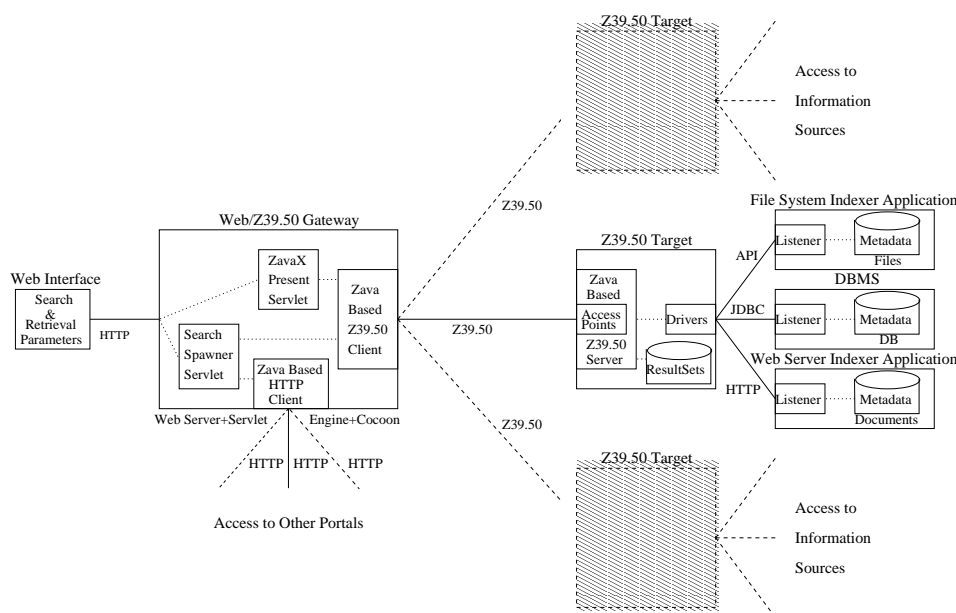 Z39.50 Target
Access to
Information
Sources
Z39.50
File System Indexer Application
Listener
Metadata
Files
Web/Z39.50 Gateway
ZavaX
Present
Servlet
Zava
Based
Z39.50
Client
Search
Spawner
Servlet
Zava Based
HTTP
Client
Web Server+Servlet
Engine+Cocoon
Web Interface
Search
&
Retrieval
Parameters
HTTP
Z39.50
Z39.50 Target
Zava
Based
Access
Points
Z39.50
Server
Drivers
ResultSets
API
JDBC
HTTP
DBMS
Listener
Metadata
DB
Web Server Indexer Application
Listener
Metadata
Documents
HTTP
HTTP
HTTP
Access to Other Portals
Z39.50
Z39.50 Target
Access to
Information
Sources